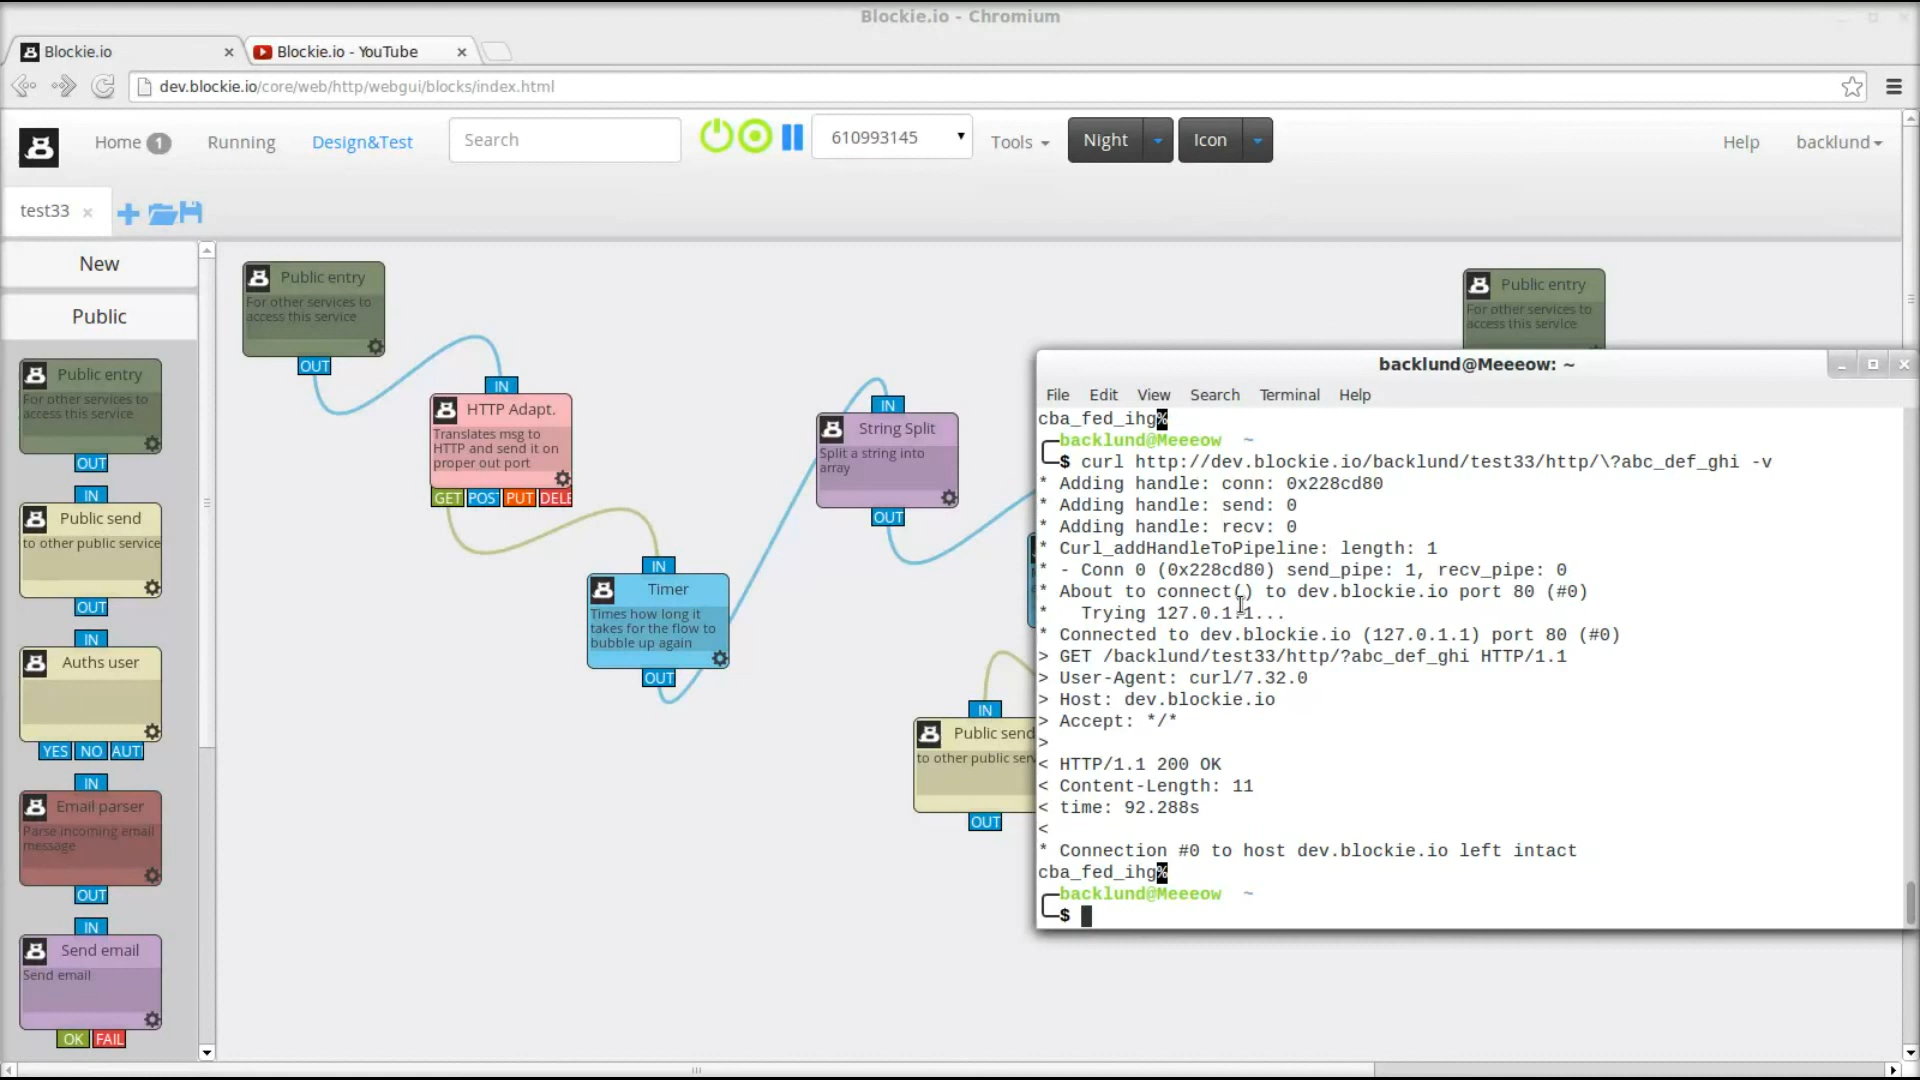 Blockie.io - Chromium
Blockie.io
Blockie.io - YouTube
dev.blockie.io/core/web/http/webgui/blocks/index.html
Home 1
Running
Design&Test
Search
610993145
Tools
Night
Icon
Help
backlund
test33
New
Public
Public entry
For other services to
access this service
OUT
IN
Public send
to other public service
OUT
IN
Auths user
YES NO AUT
IN
Email parser
Parse incoming email
message
OUT
IN
Send email
Send email
OK FAIL
Public entry
For other services to
access this service
OUT
IN
HTTP Adapt.
Translates msg to
HTTP and send it on
proper out port
GET POST PUT DELE
IN
Timer
Times how long it
takes for the flow to
bubble up again
OUT
IN
String Split
Split a string into
array
OUT
IN
Public send
to other public serv
OUT
Public entry
For other services to
access this service
backlund@Meeeow: ~
File Edit View Search Terminal Help
cba_fed_ihg%
backlund@Meeeow ~
$ curl http://dev.blockie.io/backlund/test33/http/\?abc_def_ghi -v
* Adding handle: conn: 0x228cd80
* Adding handle: send: 0
* Adding handle: recv: 0
* Curl_addHandleToPipeline: length: 1
* - Conn 0 (0x228cd80) send_pipe: 1, recv_pipe: 0
* About to connect() to dev.blockie.io port 80 (#0)
*   Trying 127.0.1.1...
* Connected to dev.blockie.io (127.0.1.1) port 80 (#0)
> GET /backlund/test33/http/?abc_def_ghi HTTP/1.1
> User-Agent: curl/7.32.0
> Host: dev.blockie.io
> Accept: */*
>
< HTTP/1.1 200 OK
< Content-Length: 11
< time: 92.288s
<
* Connection #0 to host dev.blockie.io left intact
cba_fed_ihg%
backlund@Meeeow ~
$